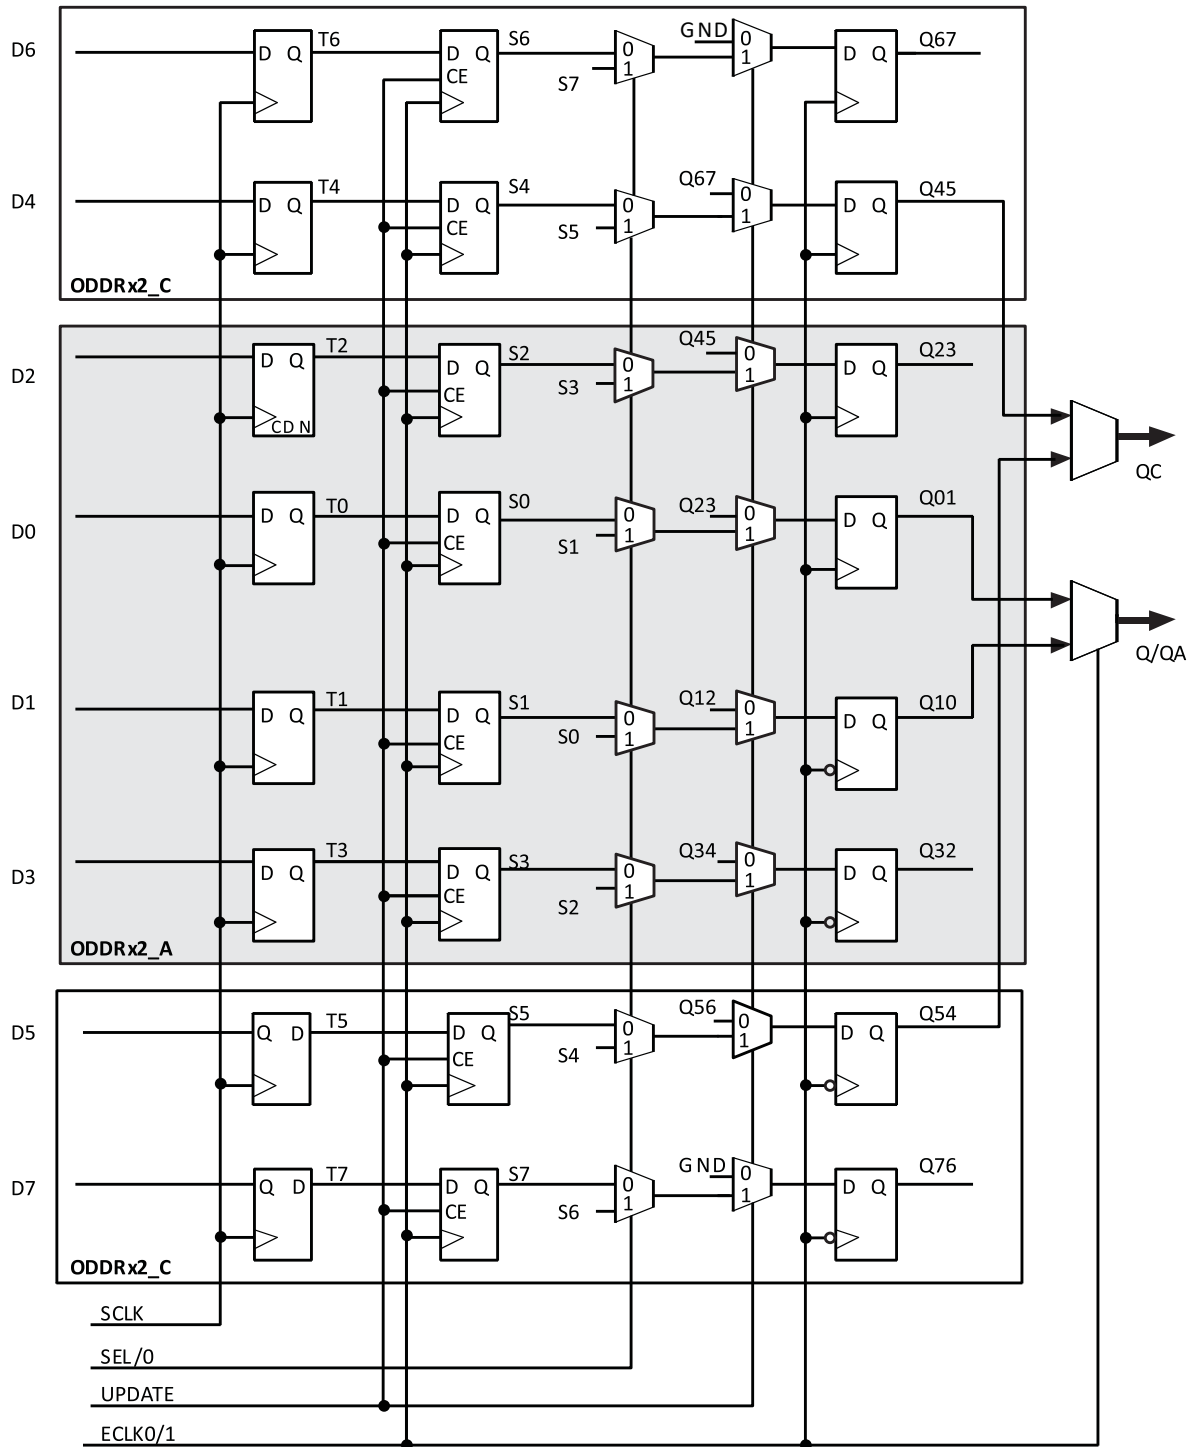 D6 D Q T6 D Q S6 0 GND 0 D Q Q67
CE 1 1
S7
D4 D Q T4 D Q S4 0 Q67 0 D Q Q45
CE S5 1 1
ODDRx2_C
D2 D Q T2 D Q S2 0 Q45 0 D Q Q23
CE S3 1 1
CDN
QC
D0 D Q T0 D Q S0 0 Q23 0 D Q Q01
CE S1 1 1
Q/QA
D1 D Q T1 D Q S1 0 Q12 0 D Q Q10
CE S0 1 1
D3 D Q T3 D Q S3 0 Q34 0 D Q Q32
CE S2 1 1
ODDRx2_A
D5 Q D T5 D Q S5 0 Q56 0 D Q Q54
CE S4 1 1
D7 Q D T7 D Q S7 0 GND 0 D Q Q76
CE S6 1 1
ODDRx2_C
SCLK
SEL/0
UPDATE
ECLK0/1